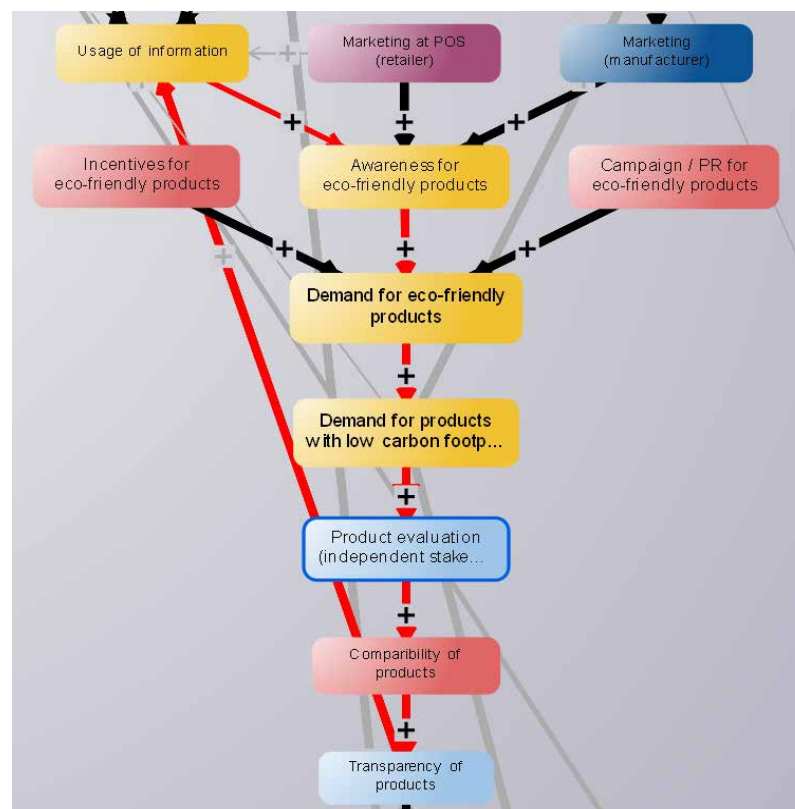 Usage of information
Marketing at POS
(retailer)
Marketing
(manufacturer)
+
+
+
+
+
Incentives for
eco-friendly products
Awareness for
eco-friendly products
Campaign / PR for
eco-friendly products
+
+
+
+
Demand for eco-friendly
products
+
Demand for products
with low carbon footp...
+
Product evaluation
(independent stake...
+
Comparibility of
products
+
Transparency of
products